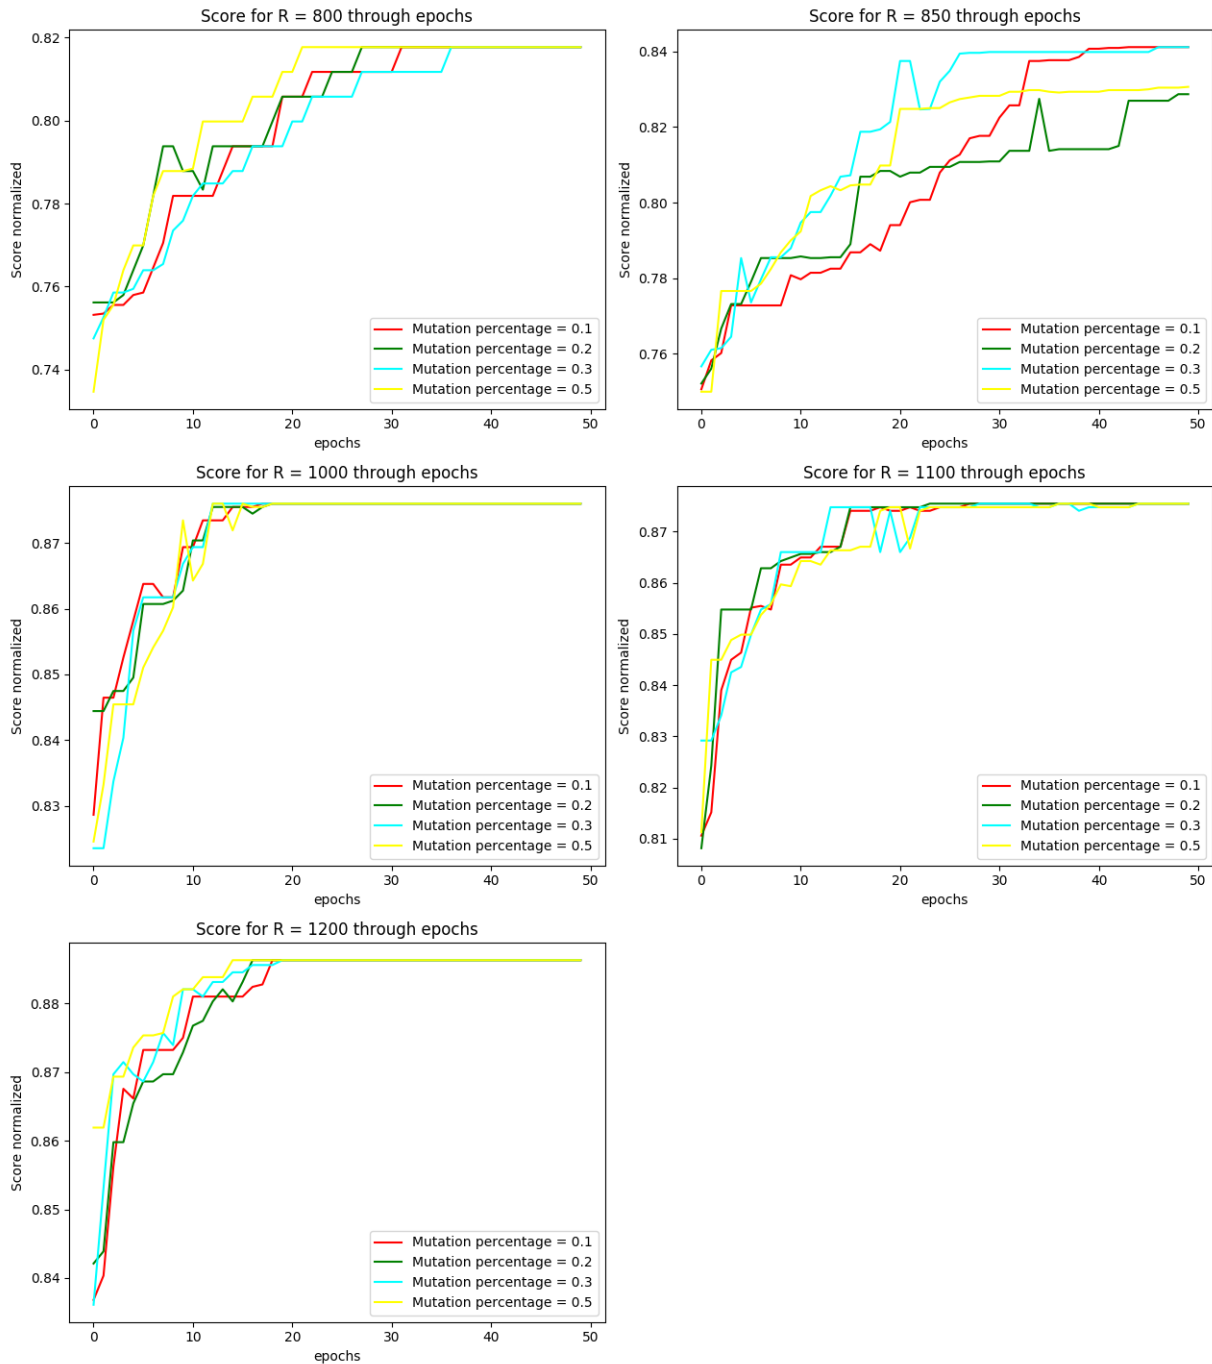 Score for R = 800 through epochs
Score normalized
0.82
0.80
0.78
0.76
0.74
0
10
20
30
40
50
epochs
Mutation percentage = 0.1
Mutation percentage = 0.2
Mutation percentage = 0.3
Mutation percentage = 0.5
Score for R = 850 through epochs
Score normalized
0.84
0.82
0.80
0.78
0.76
0
10
20
30
40
50
epochs
Mutation percentage = 0.1
Mutation percentage = 0.2
Mutation percentage = 0.3
Mutation percentage = 0.5
Score for R = 1000 through epochs
Score normalized
0.87
0.86
0.85
0.84
0.83
0
10
20
30
40
50
epochs
Mutation percentage = 0.1
Mutation percentage = 0.2
Mutation percentage = 0.3
Mutation percentage = 0.5
Score for R = 1100 through epochs
Score normalized
0.87
0.86
0.85
0.84
0.83
0.82
0.81
0
10
20
30
40
50
epochs
Mutation percentage = 0.1
Mutation percentage = 0.2
Mutation percentage = 0.3
Mutation percentage = 0.5
Score for R = 1200 through epochs
Score normalized
0.88
0.87
0.86
0.85
0.84
0
10
20
30
40
50
epochs
Mutation percentage = 0.1
Mutation percentage = 0.2
Mutation percentage = 0.3
Mutation percentage = 0.5